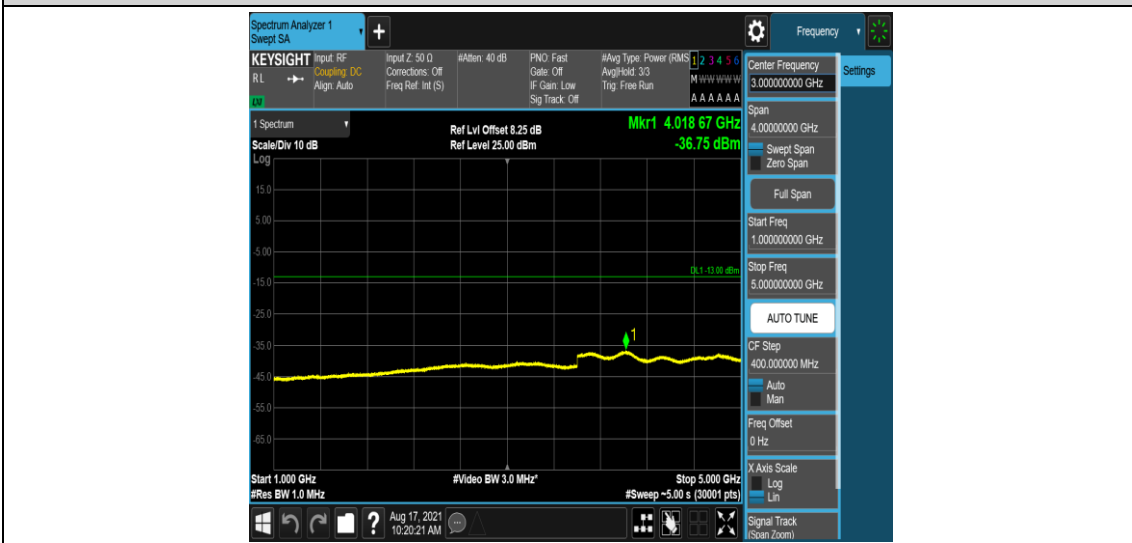 Spectrum Analyzer 1
Swept SA
+
Frequency
KEYSIGHT
RL
LXI
Input: RF
Coupling: DC
Align: Auto
Input Z: 50 Ω
Corrections: Off
Freq Ref: Int (S)
#Atten: 40 dB
PNO: Fast
Gate: Off
IF Gain: Low
Sig Track: Off
#Avg Type: Power (RMS
Avg|Hold: 3/3
Trig: Free Run
1 2 3 4 5 6
M W W W W W
A A A A A A
1 Spectrum
Scale/Div 10 dB
Log
Ref Lvl Offset 8.25 dB
Ref Level 25.00 dBm
Mkr1 4.018 67 GHz
-36.75 dBm
15.0
5.00
-5.00
-15.0
-25.0
-35.0
-45.0
-55.0
-65.0
DL1 -13.00 dBm
1
Start 1.000 GHz
#Res BW 1.0 MHz
#Video BW 3.0 MHz*
Stop 5.000 GHz
#Sweep ~5.00 s (30001 pts)
?
Aug 17, 2021
10:20:21 AM
Center Frequency
3.000000000 GHz
Settings
Span
4.00000000 GHz
Swept Span
Zero Span
Full Span
Start Freq
1.000000000 GHz
Stop Freq
5.000000000 GHz
AUTO TUNE
CF Step
400.000000 MHz
Auto
Man
Freq Offset
0 Hz
X Axis Scale
Log
Lin
Signal Track
(Span Zoom)